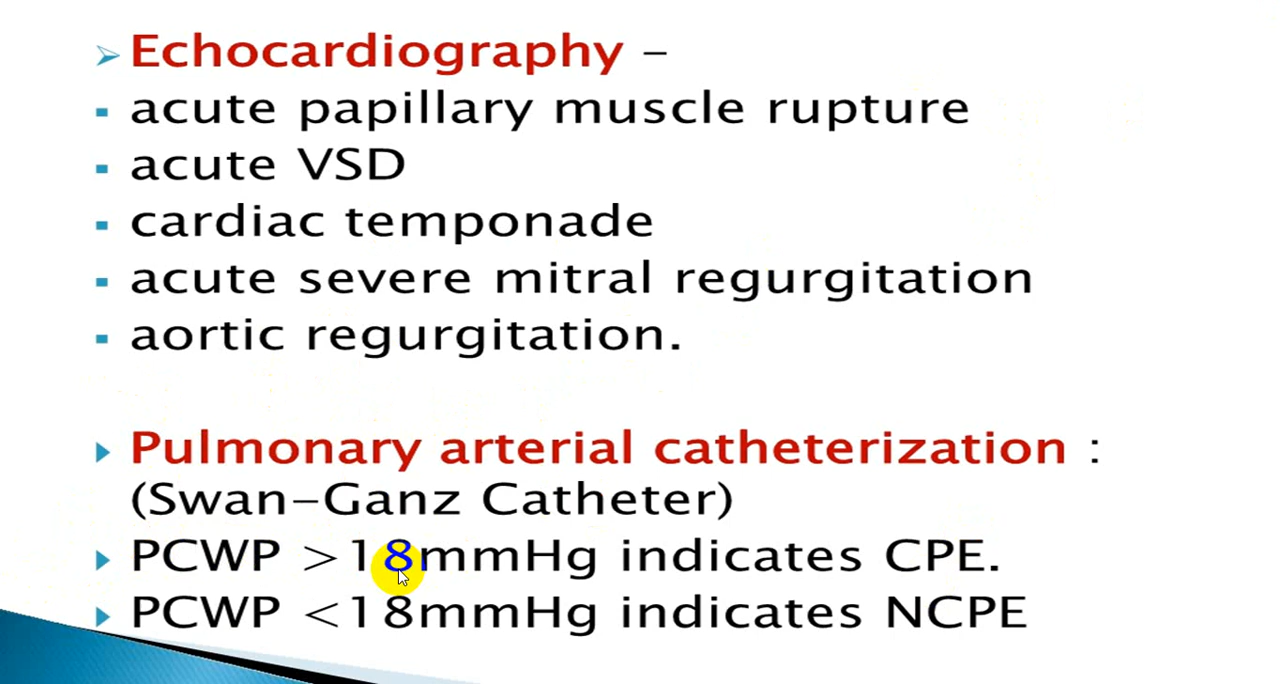 Echocardiography –
acute papillary muscle rupture
acute VSD
cardiac temponade
acute severe mitral regurgitation
aortic regurgitation.
Pulmonary arterial catheterization :
(Swan-Ganz Catheter)
PCWP >18mmHg indicates CPE.
PCWP <18mmHg indicates NCPE